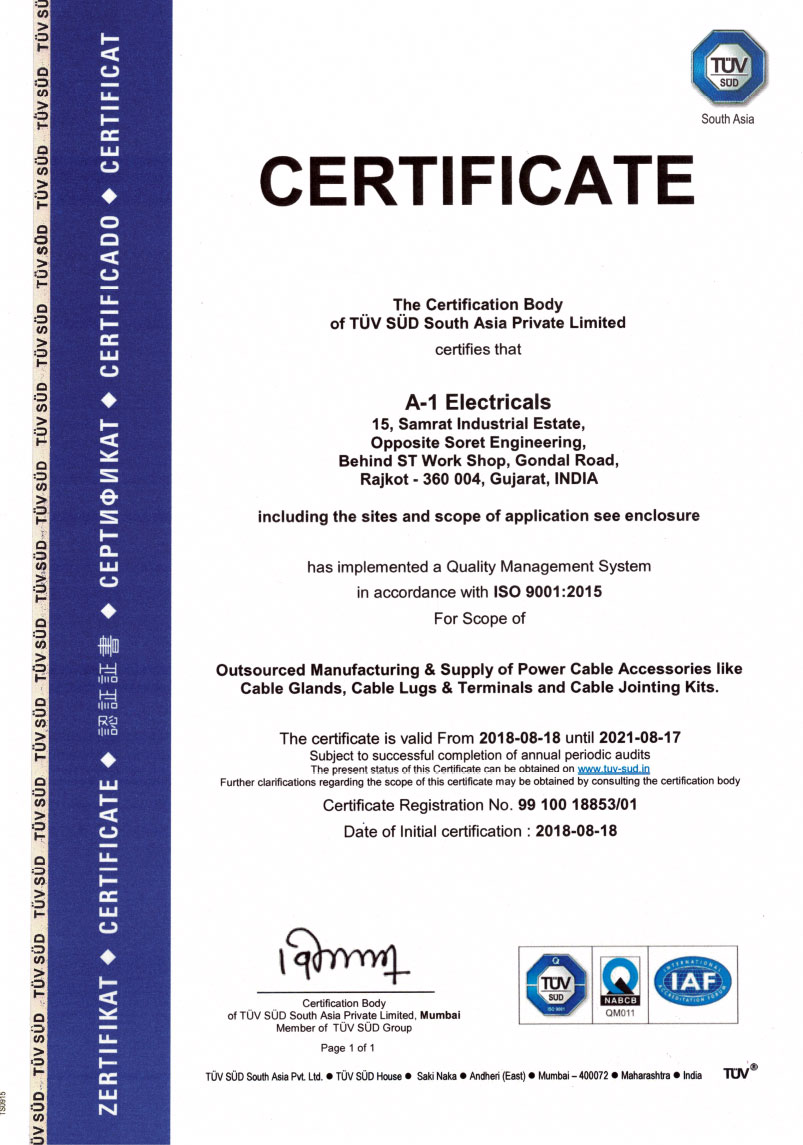 TÜV SÜD TÜV SÜD TÜV SÜD TÜV SÜD TÜV SÜD TÜV SÜD TÜV SÜD TÜV SÜD TÜV SÜD TÜV SÜD TÜV SÜD TÜV SÜD TÜV SÜD TÜV SÜD TÜV SÜ
ZERTIFIKAT ◆ CERTIFICATE ◆ 認証証書 ◆ СЕРТИФИКАТ ◆ CERTIFICADO ◆ CERTIFICAT
TÜV
SÜD
South Asia
CERTIFICATE
The Certification Body
of TÜV SÜD South Asia Private Limited
certifies that
A-1 Electricals
15, Samrat Industrial Estate,
Opposite Soret Engineering,
Behind ST Work Shop, Gondal Road,
Rajkot - 360 004, Gujarat, INDIA
including the sites and scope of application see enclosure
has implemented a Quality Management System
in accordance with ISO 9001:2015
For Scope of
Outsourced Manufacturing & Supply of Power Cable Accessories like
Cable Glands, Cable Lugs & Terminals and Cable Jointing Kits.
The certificate is valid From 2018-08-18 until 2021-08-17
Subject to successful completion of annual periodic audits
The present status of this Certificate can be obtained on www.tuv-sud.in
Further clarifications regarding the scope of this certificate may be obtained by consulting the certification body
Certificate Registration No. 99 100 18853/01
Date of Initial certification : 2018-08-18
Certification Body
of TÜV SÜD South Asia Private Limited, Mumbai
Member of TÜV SÜD Group
Page 1 of 1
Q
TÜV
SÜD
ISO 9001
NABCB
QM011
INTERNATIONAL
IAF
ACCREDITATION FORUM
TÜV SÜD South Asia Pvt. Ltd. ● TÜV SÜD House ● Saki Naka ● Andheri (East) ● Mumbai – 400072 ● Maharashtra ● India
TÜV®
TS0915